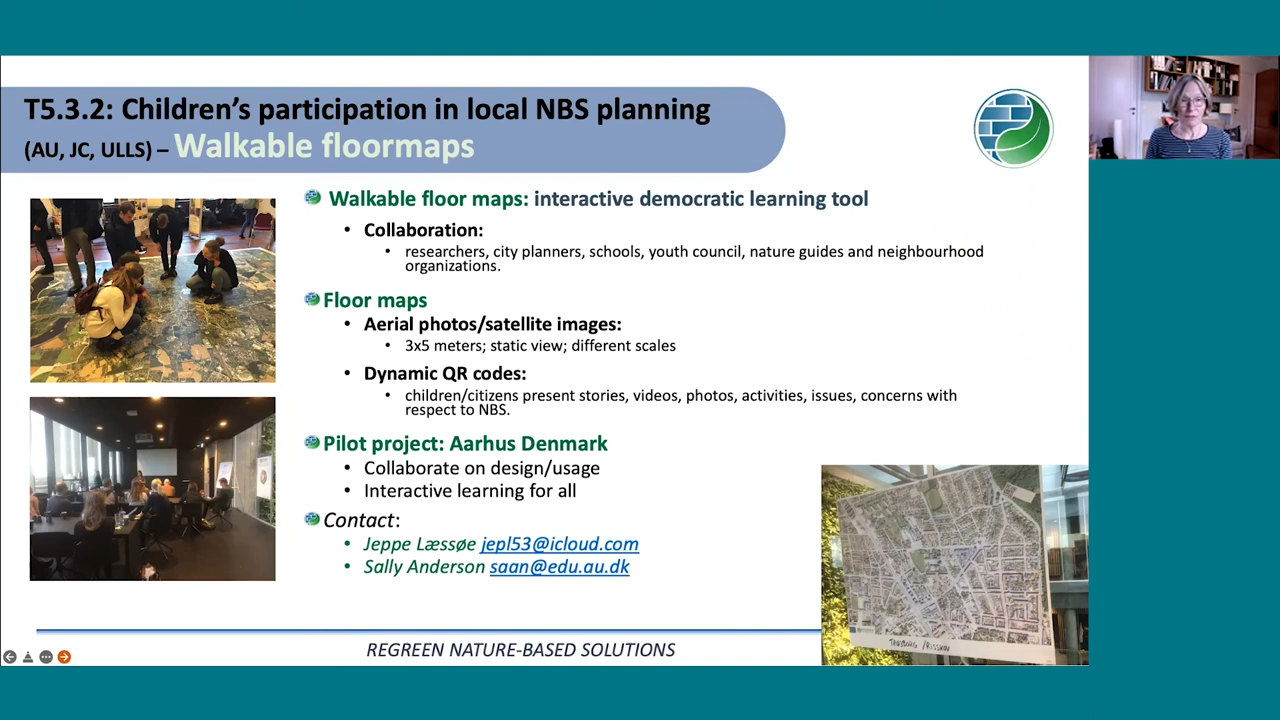 T5.3.2: Children's participation in local NBS planning
(AU, JC, ULLS) – Walkable floormaps
Walkable floor maps: interactive democratic learning tool
• Collaboration:
• researchers, city planners, schools, youth council, nature guides and neighbourhood
organizations.
Floor maps
• Aerial photos/satellite images:
• 3x5 meters; static view; different scales
• Dynamic QR codes:
• children/citizens present stories, videos, photos, activities, issues, concerns with
respect to NBS.
Pilot project: Aarhus Denmark
• Collaborate on design/usage
• Interactive learning for all
Contact:
• Jeppe Læssøe jepl53@icloud.com
• Sally Anderson saan@edu.au.dk
REGREEN NATURE-BASED SOLUTIONS